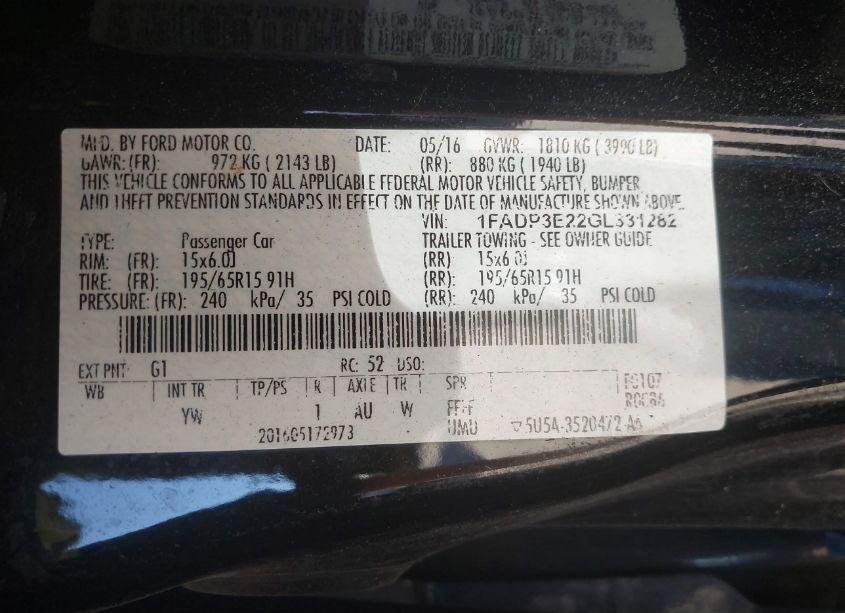 MFD. BY FORD MOTOR CO. DATE: 05/16 GVWR: 1810 KG ( 3990 LB)
GAWR: (FR): 972 KG ( 2143 LB) (RR): 880 KG ( 1940 LB)
THIS VEHICLE CONFORMS TO ALL APPLICABLE FEDERAL MOTOR VEHICLE SAFETY, BUMPER
AND THEFT PREVENTION STANDARDS IN EFFECT ON THE DATE OF MANUFACTURE SHOWN ABOVE.
VIN: 1FADP3E22GL331282
TYPE: Passenger Car TRAILER TOWING - SEE OWNER GUIDE
RIM: (FR): 15x6.0J (RR) 15x6.0J
TIRE: (FR): 195/65R15 91H (RR): 195/65R15 91H
PRESSURE: (FR): 240 kPa/ 35 PSI COLD (RR): 240 kPa/ 35 PSI COLD
EXT PNT: G1 RC: 52 DSO:
WB INT TR TP/PS R AXLE TR SPR
YW 1 AU W
201605172973 UMU 5U5A-3520472-AA